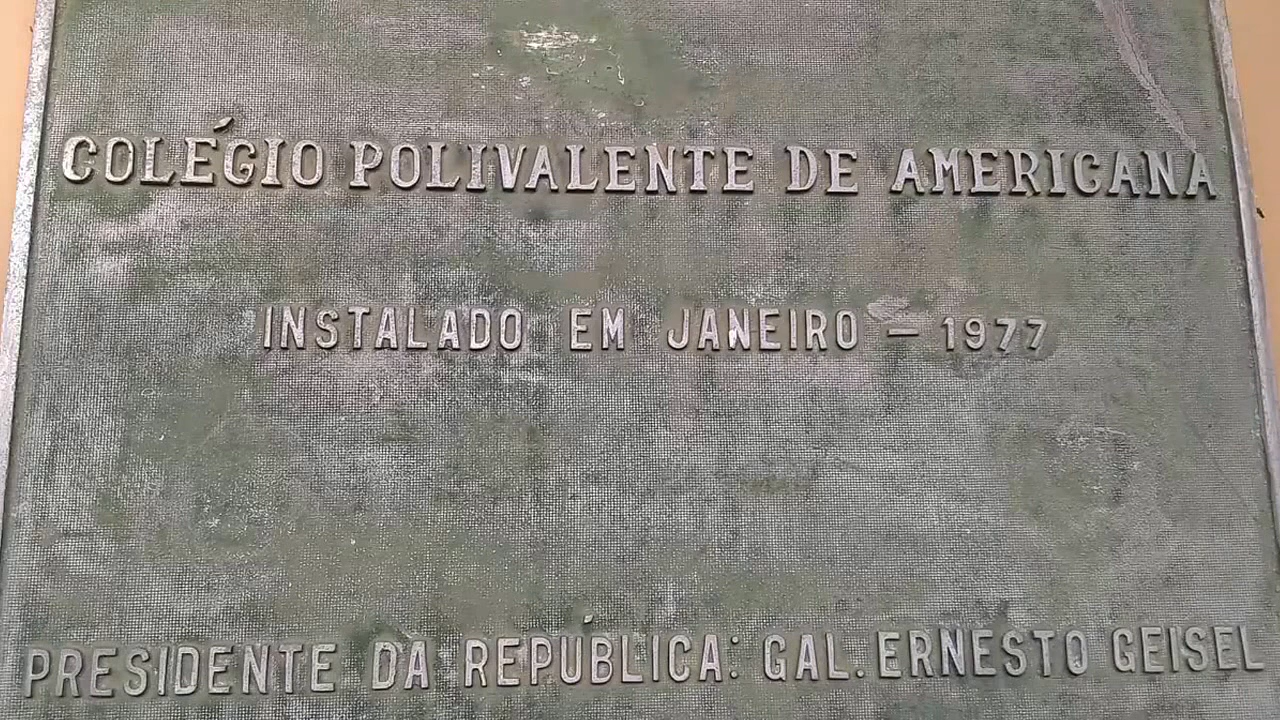 COLÉGIO POLIVALENTE DE AMERICANA
INSTALADO EM JANEIRO - 1977
PRESIDENTE DA REPÚBLICA: GAL. ERNESTO GEISEL